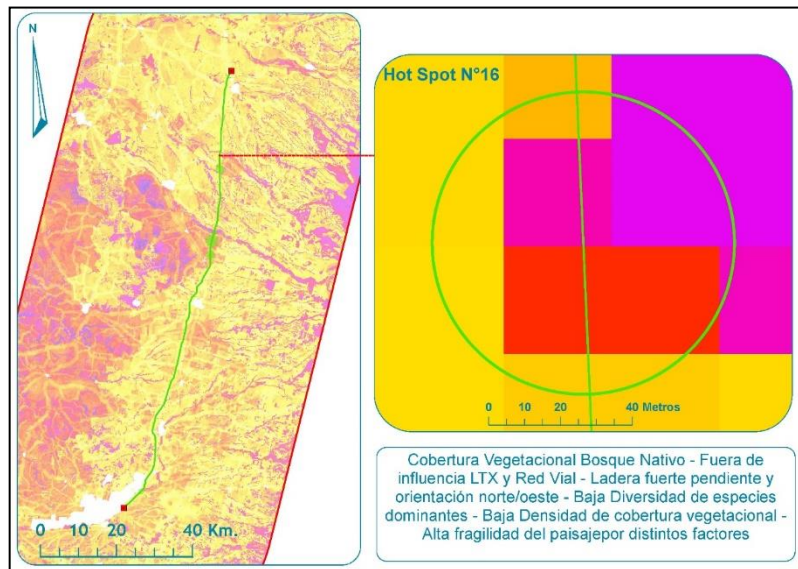 N
0 10 20 40 Km.
Hot Spot N°16
0 10 20 40 Metros
Cobertura Vegetacional Bosque Nativo - Fuera de
influencia LTX y Red Vial - Ladera fuerte pendiente y
orientación norte/oeste - Baja Diversidad de especies
dominantes - Baja Densidad de cobertura vegetacional -
Alta fragilidad del paisajepor distintos factores